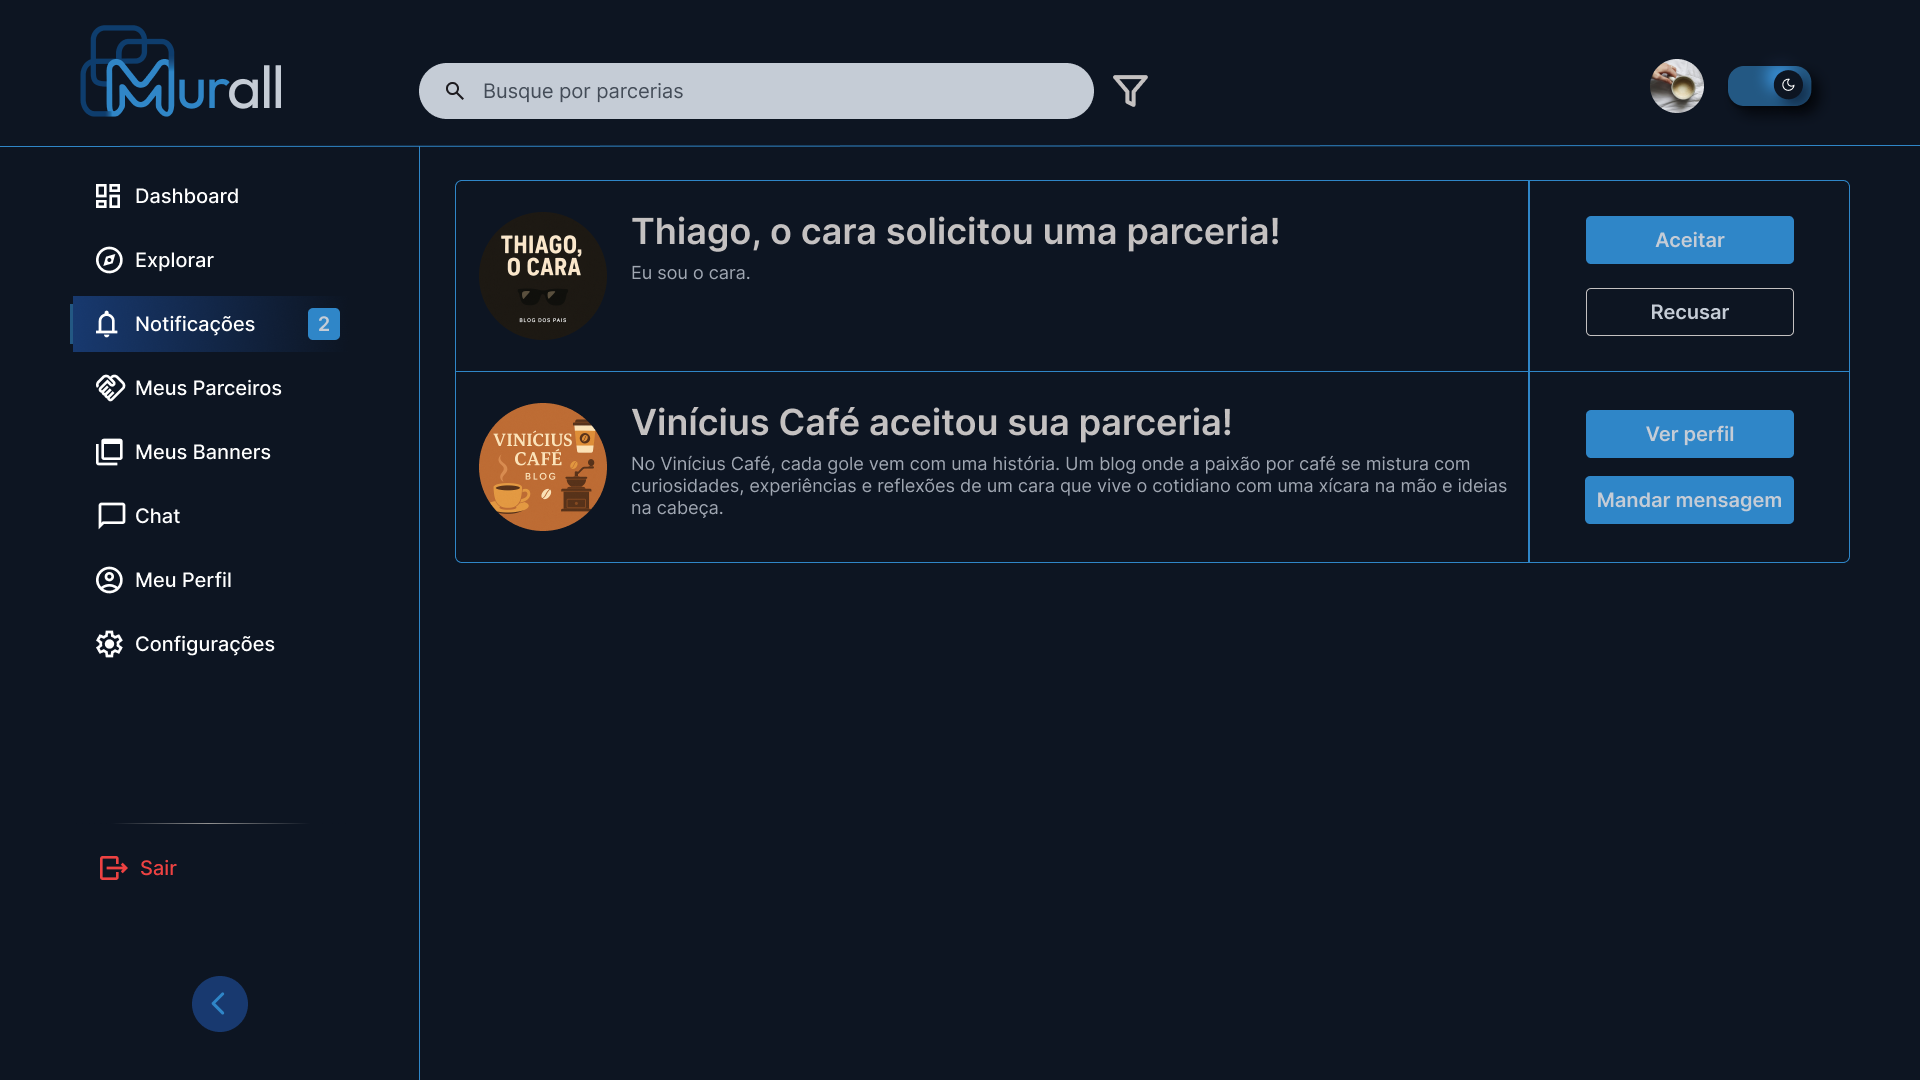 Murall
Busque por parcerias
Dashboard
Explorar
Notificações 2
Meus Parceiros
Meus Banners
Chat
Meu Perfil
Configurações
Sair
THIAGO,
O CARA
BLOG DOS PAIS
Thiago, o cara solicitou uma parceria!
Eu sou o cara.
Aceitar
Recusar
VINÍCIUS
CAFÉ
BLOG
Vinícius Café aceitou sua parceria!
No Vinícius Café, cada gole vem com uma história. Um blog onde a paixão por café se mistura com
curiosidades, experiências e reflexões de um cara que vive o cotidiano com uma xícara na mão e ideias
na cabeça.
Ver perfil
Mandar mensagem